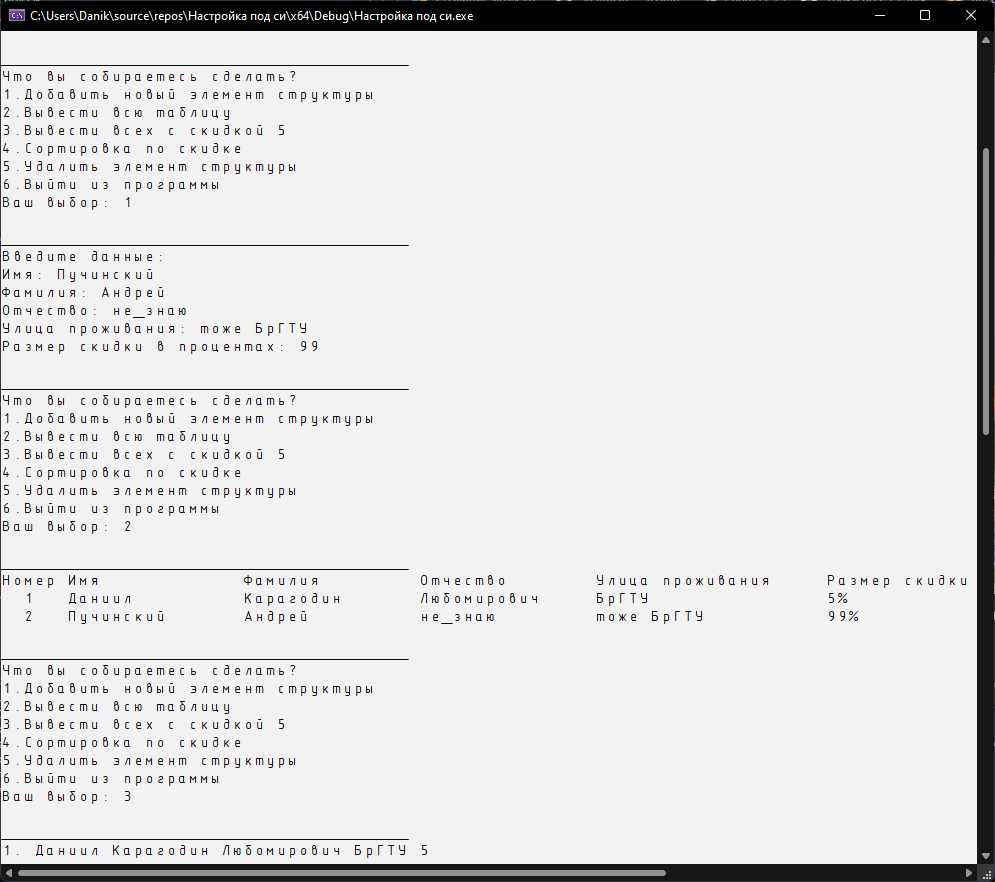 C:\Users\Danik\source\repos\Настройка под си\x64\Debug\Настройка под си.exe
Что вы собираетесь сделать?
1.Добавить новый элемент структуры
2.Вывести всю таблицу
3.Вывести всех с скидкой 5
4.Сортировка по скидке
5.Удалить элемент структуры
6.Выйти из программы
Ваш выбор: 1
Введите данные:
Имя: Пучинский
Фамилия: Андрей
Отчество: не_знаю
Улица проживания: тоже БрГТУ
Размер скидки в процентах: 99
Что вы собираетесь сделать?
1.Добавить новый элемент структуры
2.Вывести всю таблицу
3.Вывести всех с скидкой 5
4.Сортировка по скидке
5.Удалить элемент структуры
6.Выйти из программы
Ваш выбор: 2
Номер Имя Фамилия Отчество Улица проживания Размер скидки
1 Даниил Карагодин Любомирович БрГТУ 5%
2 Пучинский Андрей не_знаю тоже БрГТУ 99%
Что вы собираетесь сделать?
1.Добавить новый элемент структуры
2.Вывести всю таблицу
3.Вывести всех с скидкой 5
4.Сортировка по скидке
5.Удалить элемент структуры
6.Выйти из программы
Ваш выбор: 3
1. Даниил Карагодин Любомирович БрГТУ 5